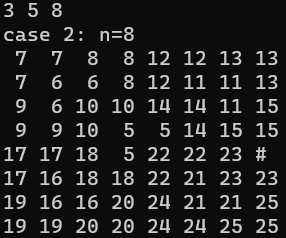 3 5 8
case 2: n=8
 7  7  8  8 12 12 13 13
 7  6  6  8 12 11 11 13
 9  6 10 10 14 14 11 15
 9  9 10  5  5 14 15 15
17 17 18  5 22 22 23 #
17 16 18 18 22 21 23 23
19 16 16 20 24 21 21 25
19 19 20 20 24 24 25 25